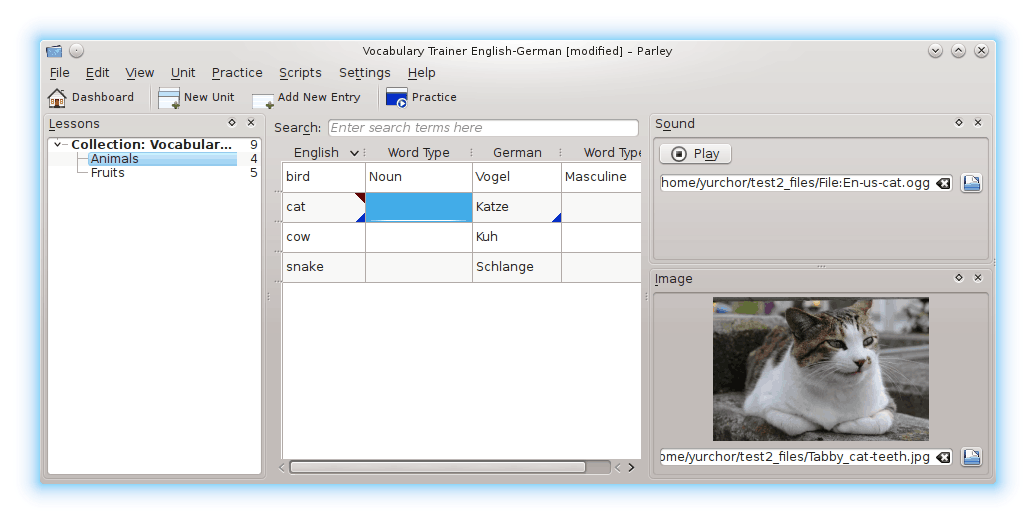 Vocabulary Trainer English-German [modified] – Parley
File Edit View Unit Practice Scripts Settings Help
Dashboard New Unit Add New Entry Practice
Lessons
Collection: Vocabular... 9
Animals 4
Fruits 5
Search: Enter search terms here
English Word Type German Word Type
bird Noun Vogel Masculine
cat Katze
cow Kuh
snake Schlange
Sound
Play
home/yurchor/test2_files/File:En-us-cat.ogg
Image
ome/yurchor/test2_files/Tabby_cat-teeth.jpg